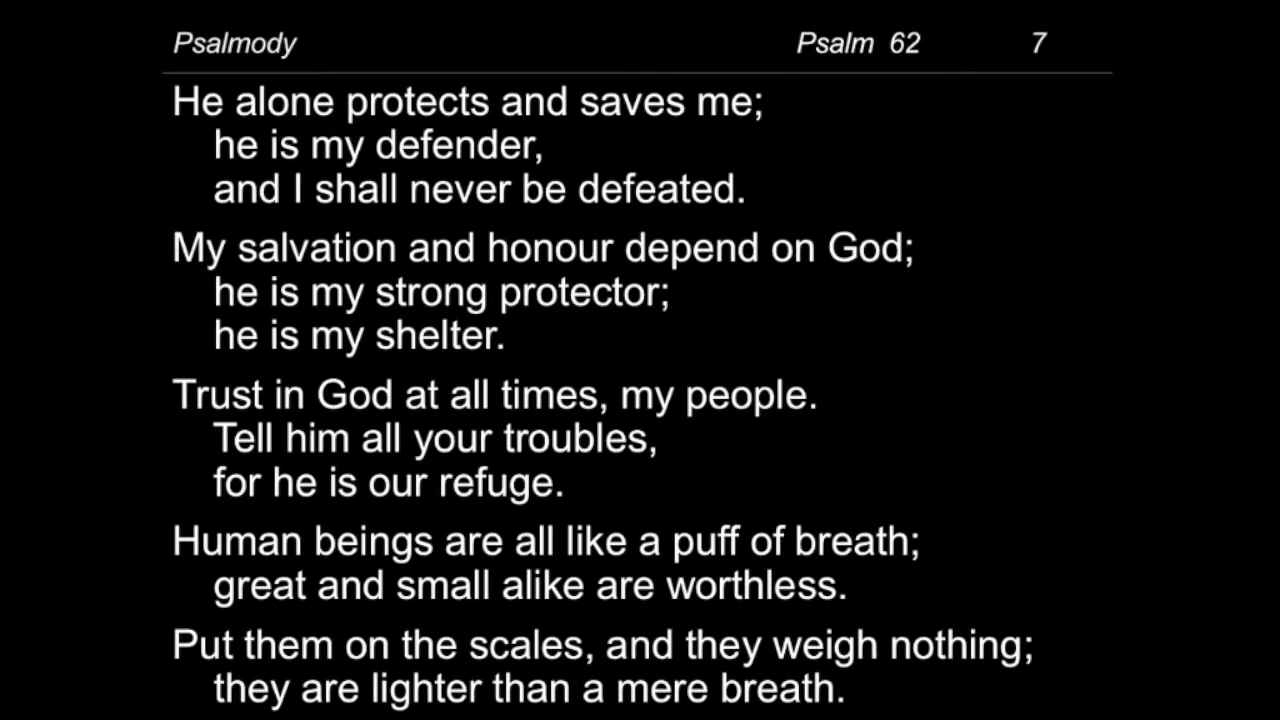 Psalmody Psalm 62 7
He alone protects and saves me;
he is my defender,
and I shall never be defeated.
My salvation and honour depend on God;
he is my strong protector;
he is my shelter.
Trust in God at all times, my people.
Tell him all your troubles,
for he is our refuge.
Human beings are all like a puff of breath;
great and small alike are worthless.
Put them on the scales, and they weigh nothing;
they are lighter than a mere breath.